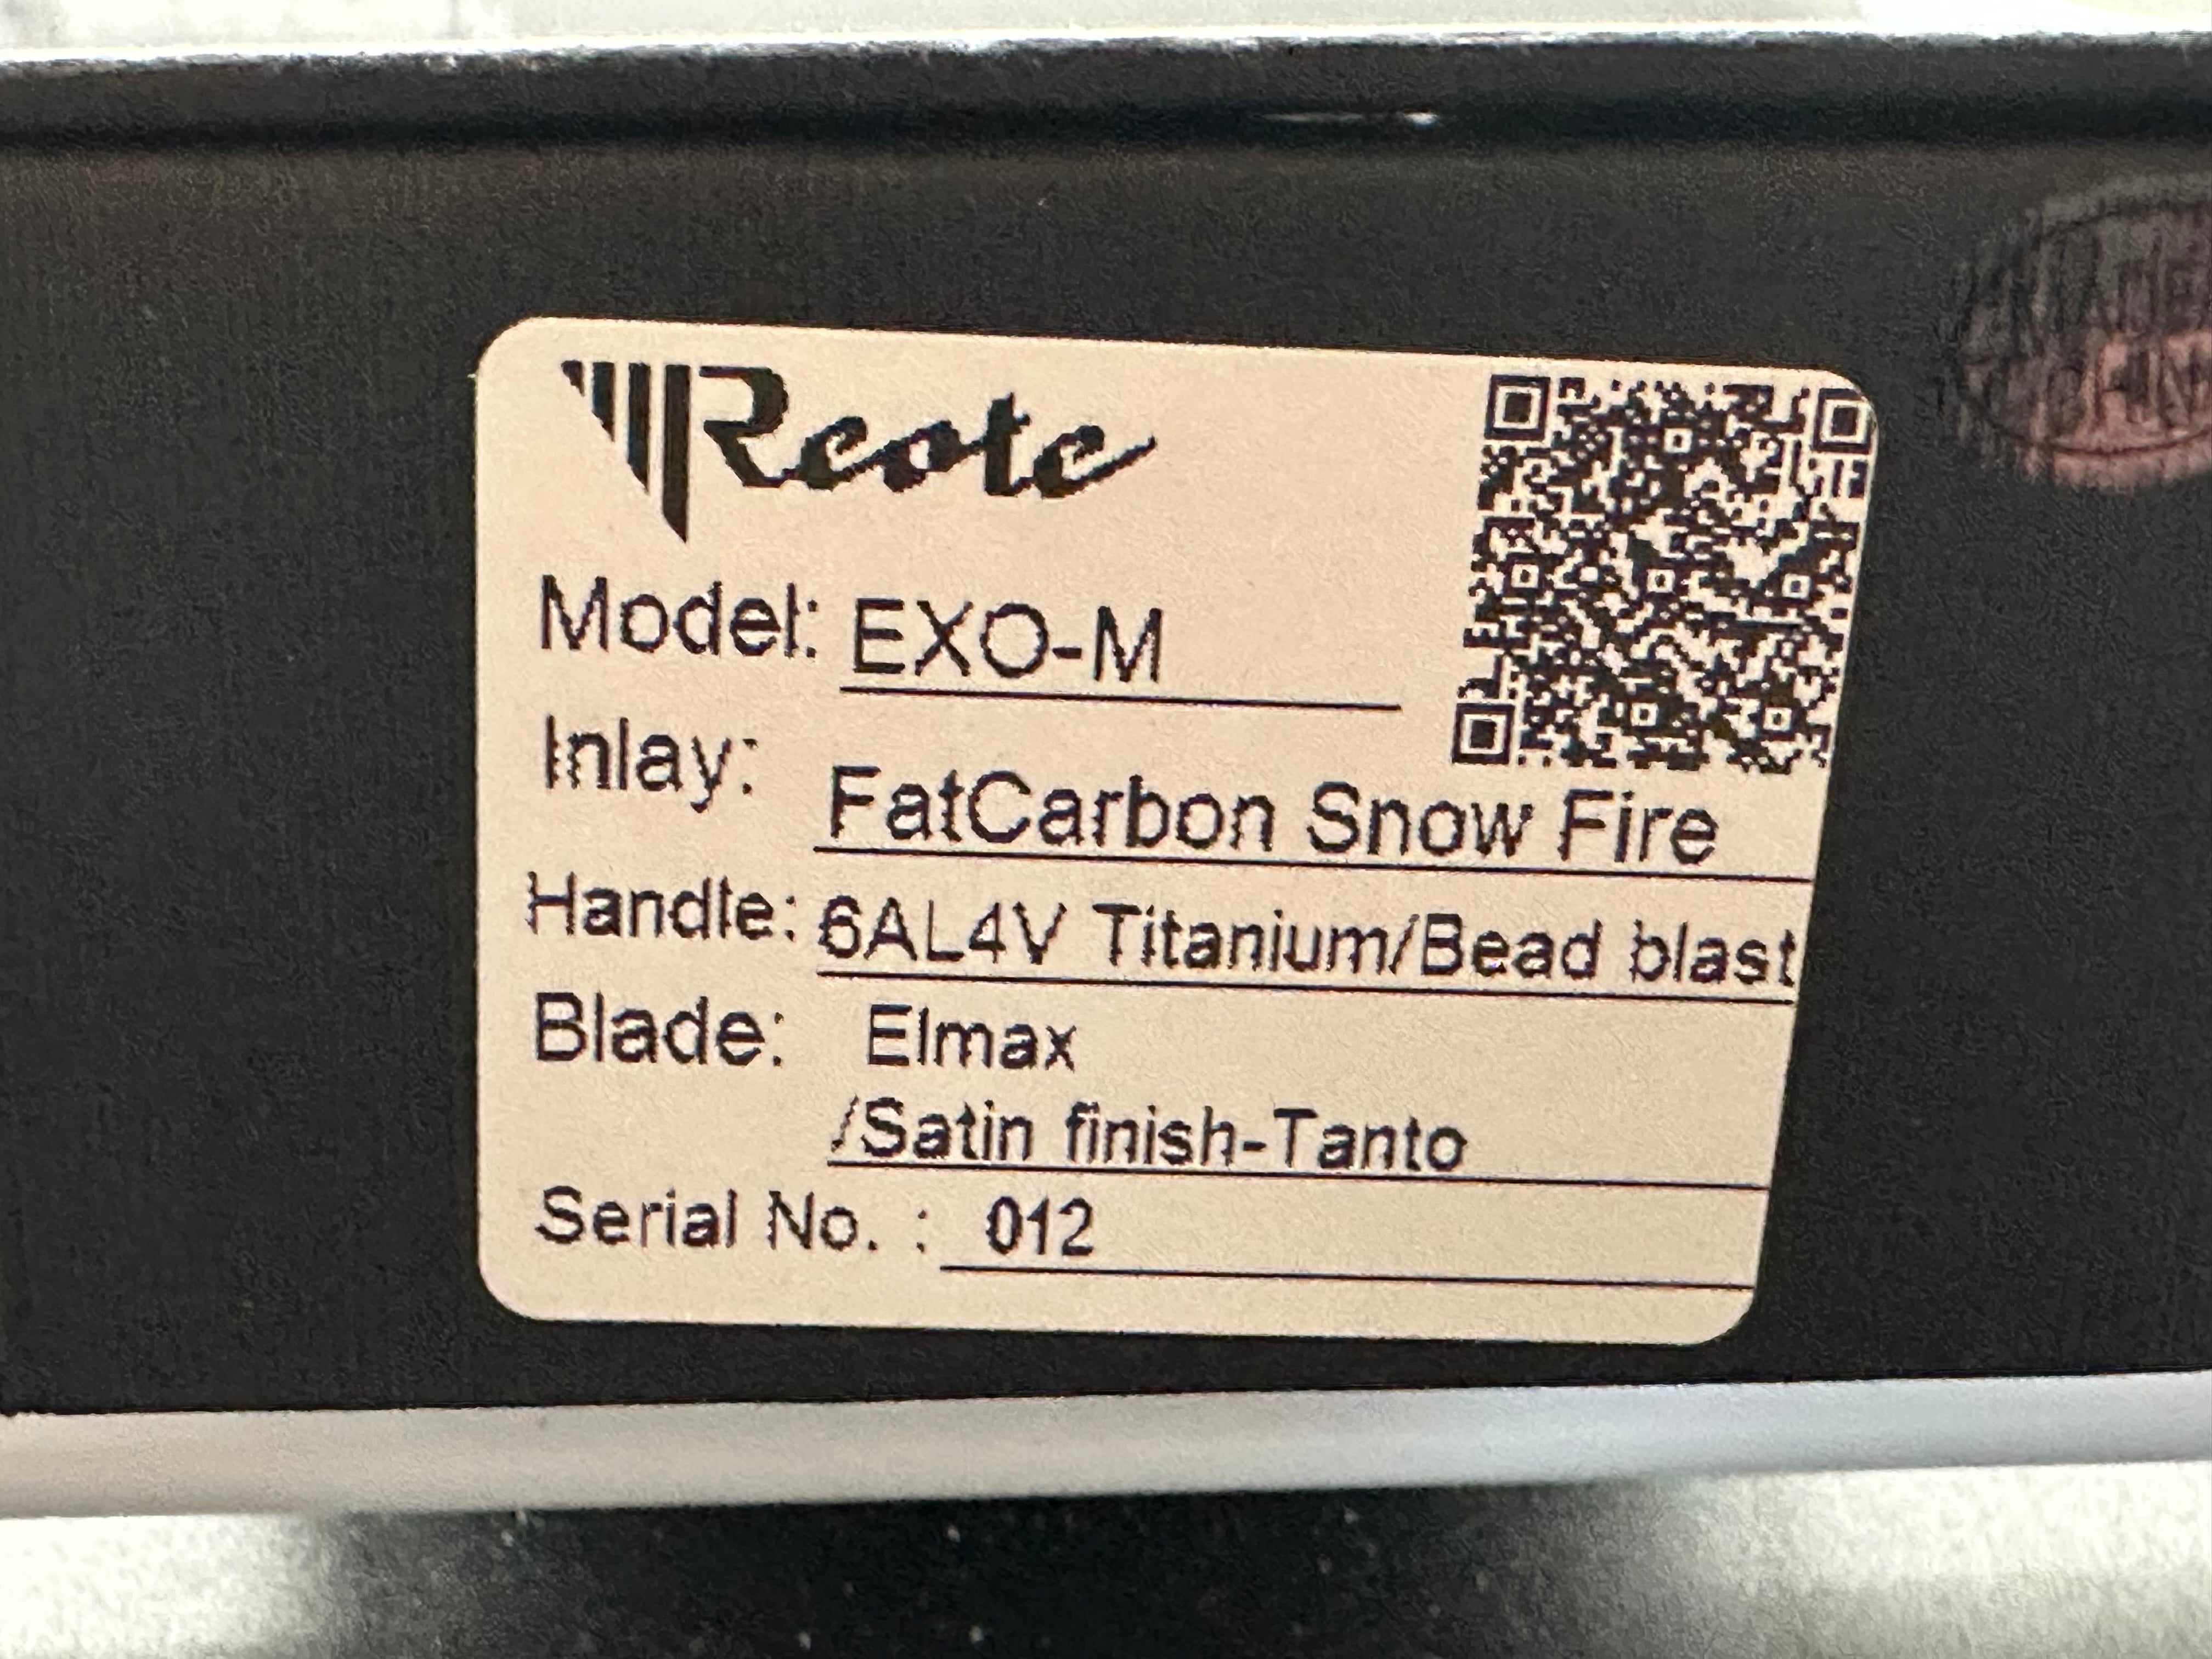 Reate
Model: EXO-M
Inlay: FatCarbon Snow Fire
Handle: 6AL4V Titanium/Bead blast
Blade: Elmax
/Satin finish-Tanto
Serial No. : 012